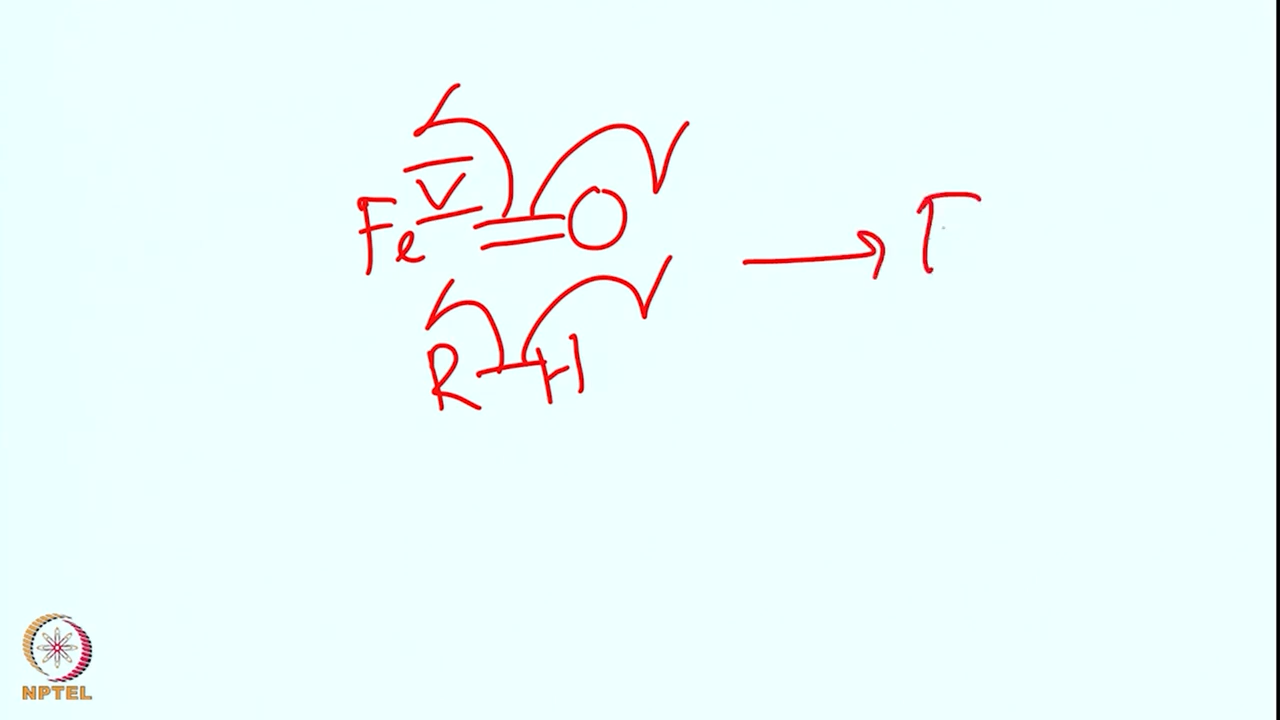 Fe V = O →
R - H
NPTEL